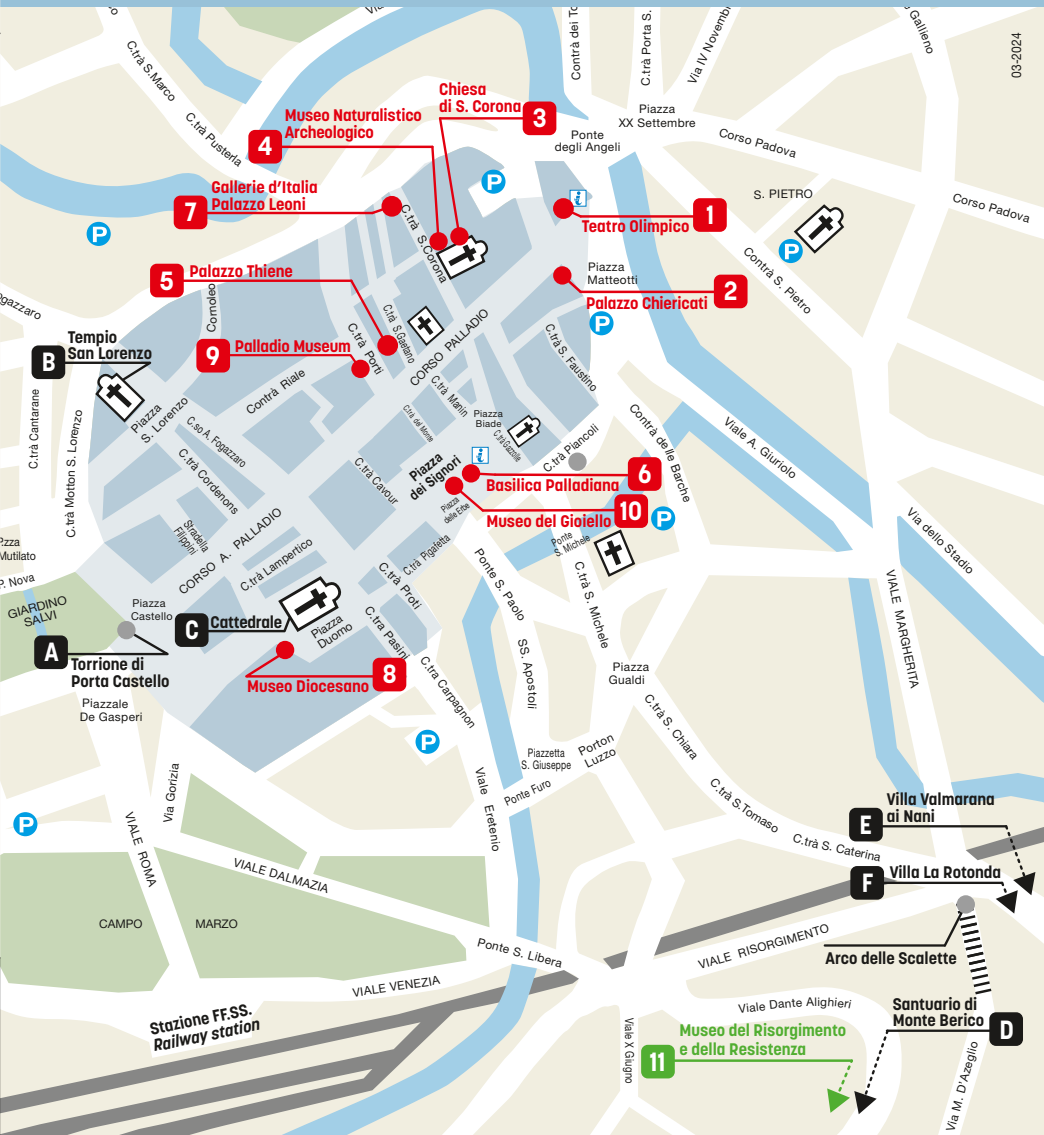 03-2024
C.trà S.Marco
C.trà Pusterla
Contrà dei To
C.trà Porta S.
Via IV Novemb
Gallieno
Piazza
XX Settembre
Ponte
degli Angeli
Corso Padova
Corso Padova
S. PIETRO
P
Contrà S. Pietro
Chiesa
di S. Corona
3
Museo Naturalistico
Archeologico
4
Gallerie d'Italia
Palazzo Leoni
7
P
P
i
Teatro Olimpico
1
C.trà S.Corona
Piazza
Matteotti
Palazzo Chiericati
2
P
Palazzo Thiene
5
ogazzaro
Cornoleo
Tempio
San Lorenzo
B
Palladio Museum
9
C.trà Porti
C.trà S.Gaetano
CORSO PALLADIO
C.trà S. Faustino
Contrà Riale
C.trà Manin
C.trà del Monte
Piazza
Biade
C.trà Gazzolle
Piazza
S. Lorenzo
C.so A. Fogazzaro
C.trà Cantarane
C.trà Motton S. Lorenzo
C.trà Cordenons
C.trà Cavour
Piazza
dei Signori
i
C.trà Piancoli
Contrà delle Barche
Viale A. Giuriolo
Basilica Palladiana
6
Museo del Gioiello
10
P
Piazza
delle Erbe
Stradella
Filippini
CORSO A. PALLADIO
C.trà Lampertico
C.trà Pigafetta
Ponte
S. Michele
Via dello Stadio
P.zza
Mutilato
P. Nova
GIARDINO
SALVI
Piazza
Castello
C
Cattedrale
Piazza
Duomo
C.trà Proti
C.tra Pasini
Ponte S. Paolo
C.trà S. Michele
VIALE MARGHERITA
A
Torrione di
Porta Castello
Museo Diocesano
8
C.tra Carpagnon
SS. Apostoli
Piazza
Gualdi
Piazzale
De Gasperi
P
C.trà S. Chiara
Piazzetta
S. Giuseppe
Porton
Luzzo
Ponte Furo
Viale Eretenio
Via Gorizia
P
VIALE ROMA
C.trà S.Tomaso
C.trà S. Caterina
Villa Valmarana
ai Nani
E
Villa La Rotonda
F
VIALE DALMAZIA
CAMPO MARZO
Ponte S. Libera
VIALE RISORGIMENTO
Arco delle Scalette
VIALE VENEZIA
Stazione FF.SS.
Railway station
Viale Dante Alighieri
Santuario di
Monte Berico
D
Museo del Risorgimento
e della Resistenza
11
Viale X Giugno
Via M. D'Azeglio